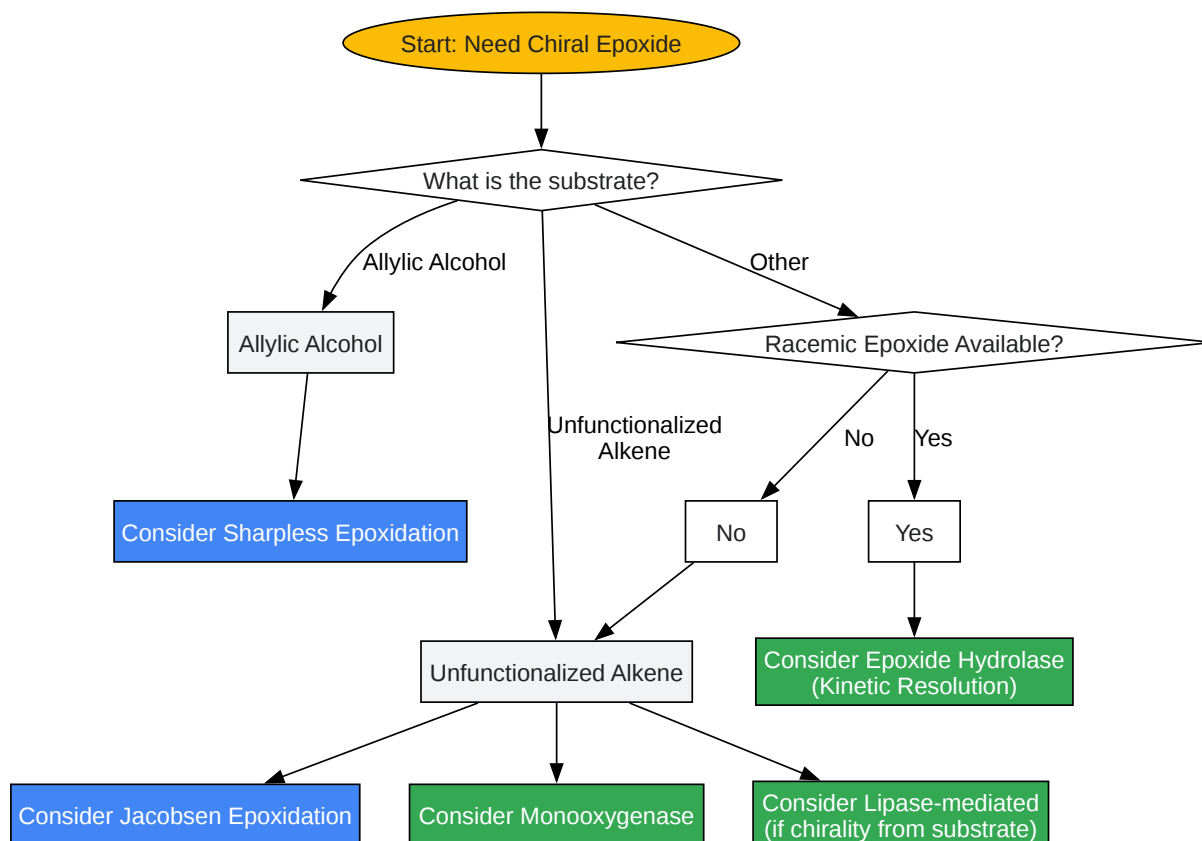 Start: Need Chiral Epoxide
What is the substrate?
Allylic Alcohol
Other
Allylic Alcohol
Racemic Epoxide Available?
Unfunctionalized
Alkene
No
Yes
Consider Sharpless Epoxidation
No
Yes
Unfunctionalized Alkene
Consider Epoxide Hydrolase
(Kinetic Resolution)
Consider Jacobsen Epoxidation
Consider Monooxygenase
Consider Lipase-mediated
(if chirality from substrate)